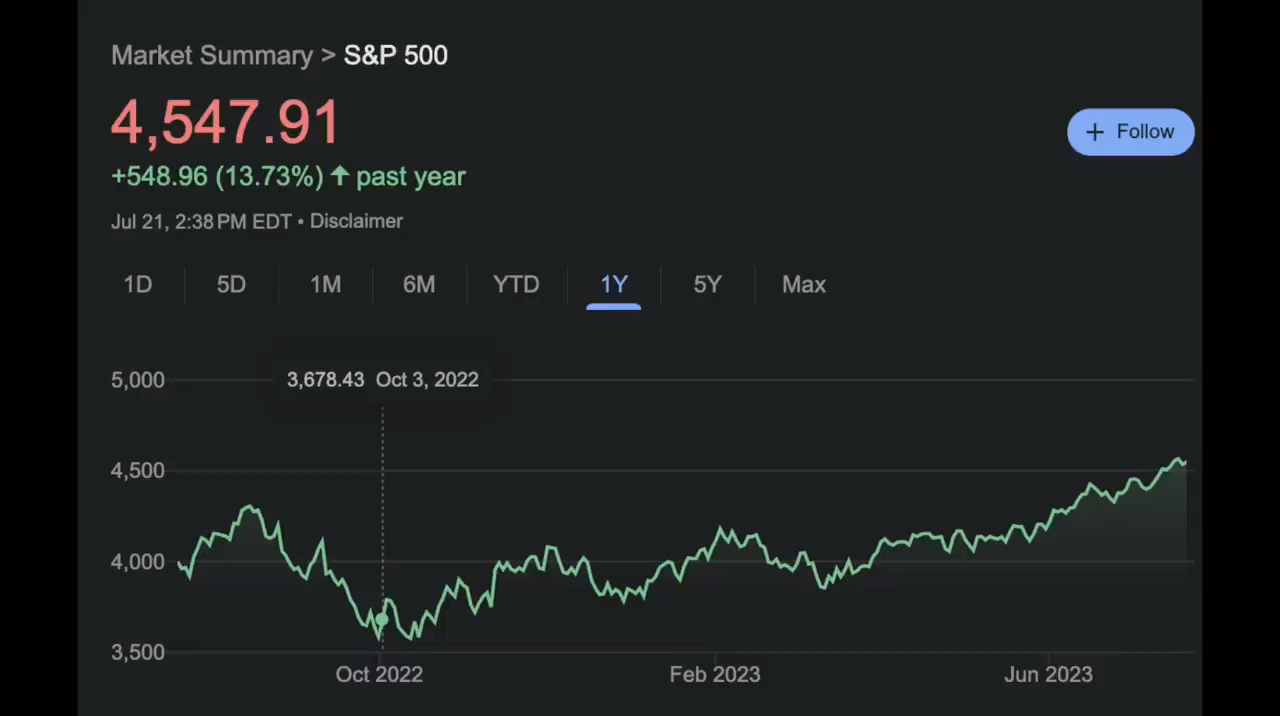 Market Summary > S&P 500
4,547.91
+ Follow
+548.96 (13.73%) ↑ past year
Jul 21, 2:38 PM EDT • Disclaimer
1D 5D 1M 6M YTD 1Y 5Y Max
3,678.43 Oct 3, 2022
5,000
4,500
4,000
3,500
Oct 2022 Feb 2023 Jun 2023